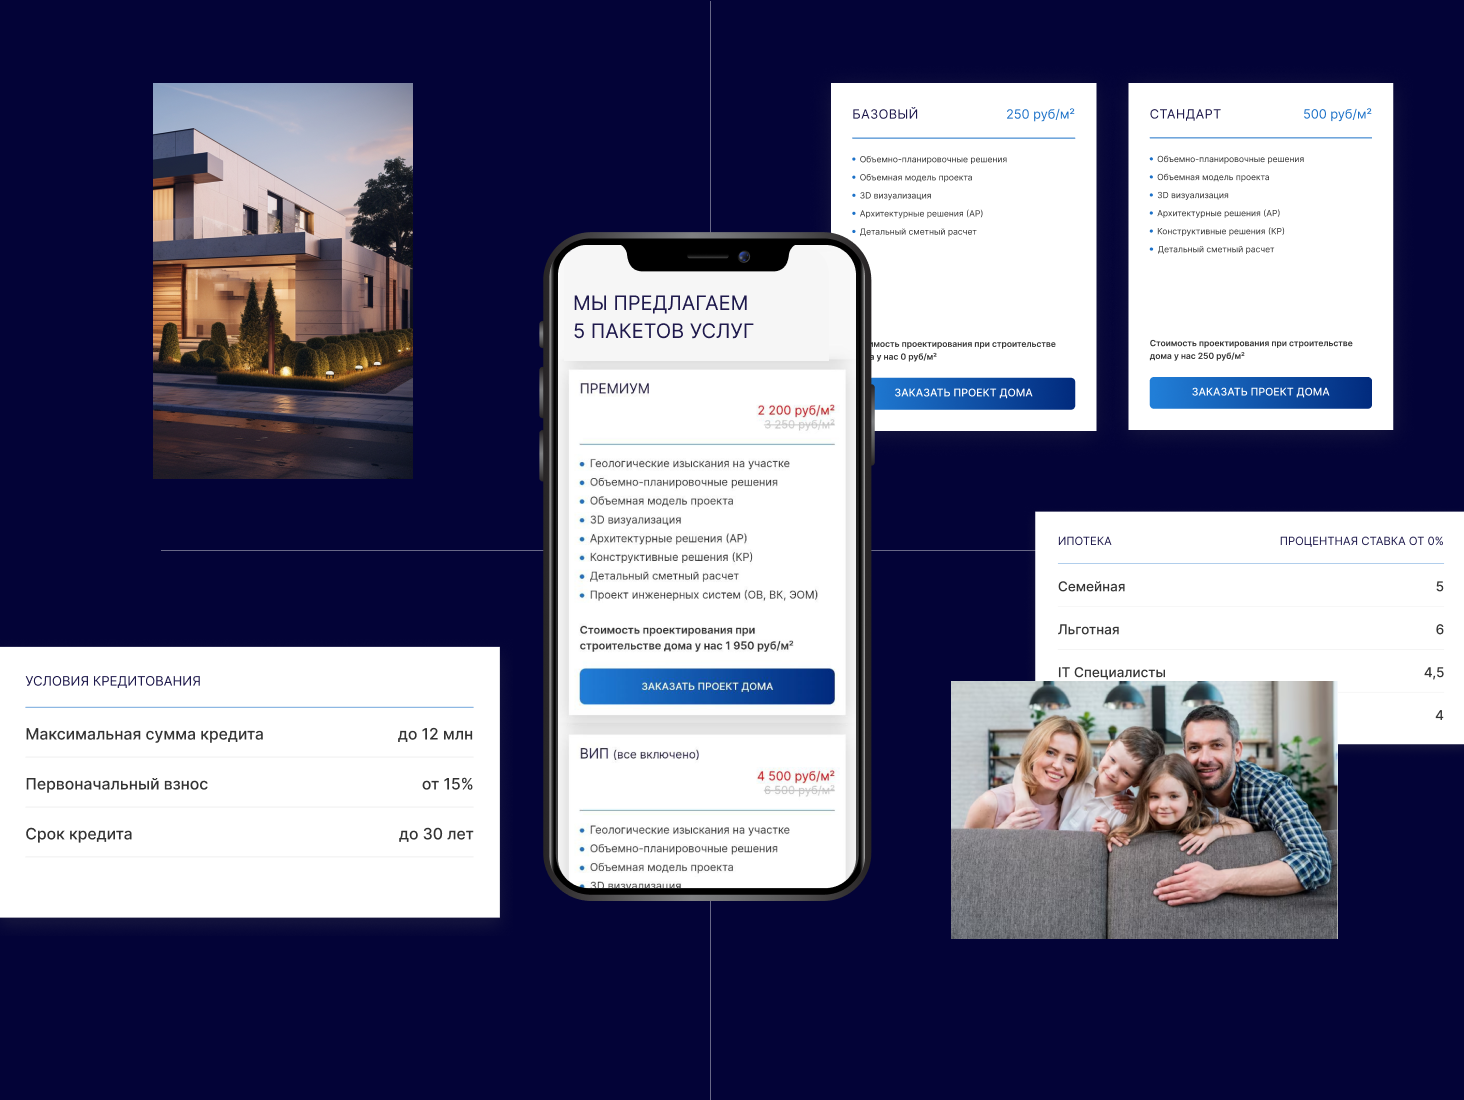 БАЗОВЫЙ
250 руб/м²
Объемно-планировочные решения
Объемная модель проекта
3D визуализация
Архитектурные решения (АР)
Детальный сметный расчет
при строительстве
у нас 0 руб/м²
ЗАКАЗАТЬ ПРОЕКТ ДОМА
СТАНДАРТ
500 руб/м²
Объемно-планировочные решения
Объемная модель проекта
3D визуализация
Архитектурные решения (АР)
Конструктивные решения (КР)
Детальный сметный расчет
Стоимость проектирования при строительстве
дома у нас 250 руб/м²
ЗАКАЗАТЬ ПРОЕКТ ДОМА
МЫ ПРЕДЛАГАЕМ
5 ПАКЕТОВ УСЛУГ
ПРЕМИУМ
2 200 руб/м²
3 250 руб/м²
Геологические изыскания на участке
Объемно-планировочные решения
Объемная модель проекта
3D визуализация
Архитектурные решения (АР)
Конструктивные решения (КР)
Детальный сметный расчет
Проект инженерных систем (ОВ, ВК, ЭОМ)
Стоимость проектирования при
строительстве дома у нас 1 950 руб/м²
ЗАКАЗАТЬ ПРОЕКТ ДОМА
ВИП (все включено)
4 500 руб/м²
6 500 руб/м²
Геологические изыскания на участке
Объемно-планировочные решения
Объемная модель проекта
3D визуализация
ИПОТЕКА
ПРОЦЕНТНАЯ СТАВКА ОТ 0%
Семейная 5
Льготная 6
IT Специалисты 4,5
4
УСЛОВИЯ КРЕДИТОВАНИЯ
Максимальная сумма кредита до 12 млн
Первоначальный взнос от 15%
Срок кредита до 30 лет